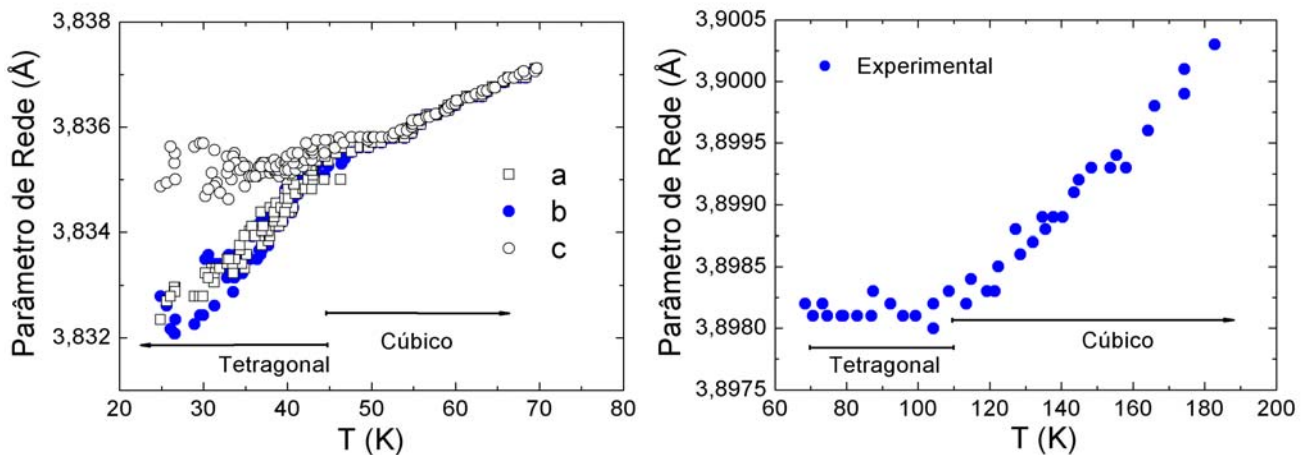 3,838
3,836
3,834
3,832
Parâmetro de Rede (Å)
a
b
c
Cúbico
Tetragonal
20 30 40 50 60 70 80
T (K)
3,9005
3,9000
3,8995
3,8990
3,8985
3,8980
3,8975
Parâmetro de Rede (Å)
Experimental
Cúbico
Tetragonal
60 80 100 120 140 160 180 200
T (K)